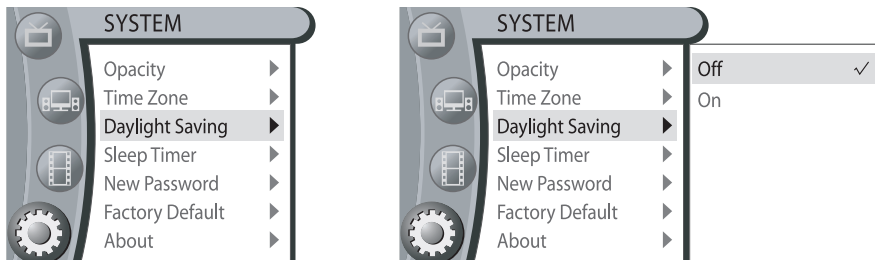 SYSTEM
Opacity
Time Zone
Daylight Saving
Sleep Timer
New Password
Factory Default
About
SYSTEM
Opacity
Time Zone
Daylight Saving
Sleep Timer
New Password
Factory Default
About
Off
On